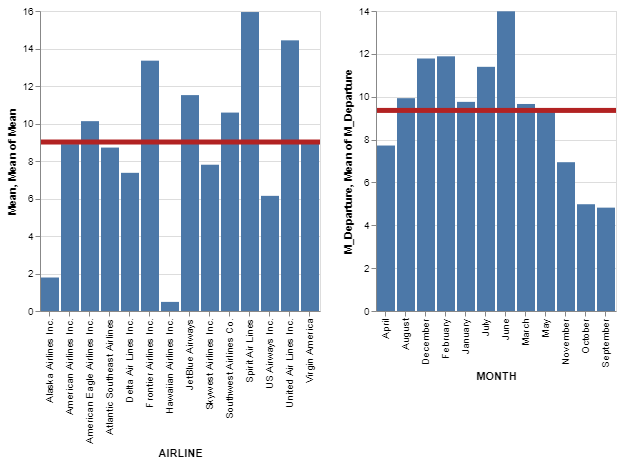 Mean, Mean of Mean
16
14
12
10
8
6
4
2
0
Alaska Airlines Inc.
American Airlines Inc.
American Eagle Airlines Inc.
Atlantic Southeast Airlines
Delta Air Lines Inc.
Frontier Airlines Inc.
Hawaiian Airlines Inc.
JetBlue Airways
Skywest Airlines Inc.
Southwest Airlines Co.
Spirit Air Lines
US Airways Inc.
United Air Lines Inc.
Virgin America
AIRLINE
M_Departure, Mean of M_Departure
14
12
10
8
6
4
2
0
April
August
December
February
January
July
June
March
May
November
October
September
MONTH